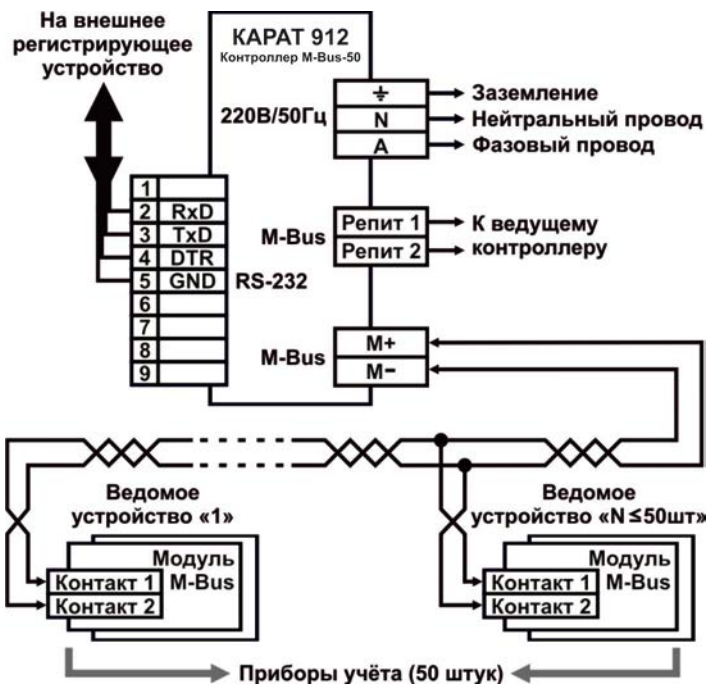 На внешнее
регистрирующее
устройство
КАРАТ 912
Контроллер M-Bus-50
220В/50Гц
Заземление
N
Нейтральный провод
A
Фазовый провод
1
2 RxD
3 TxD
4 DTR
5 GND
6
7
8
9
RS-232
M-Bus
Репит 1
Репит 2
К ведущему
контроллеру
M-Bus
M+
M−
Ведомое
устройство «1»
Модуль
M-Bus
Контакт 1
Контакт 2
Ведомое
устройство «N≤50шт»
Модуль
M-Bus
Контакт 1
Контакт 2
Приборы учёта (50 штук)